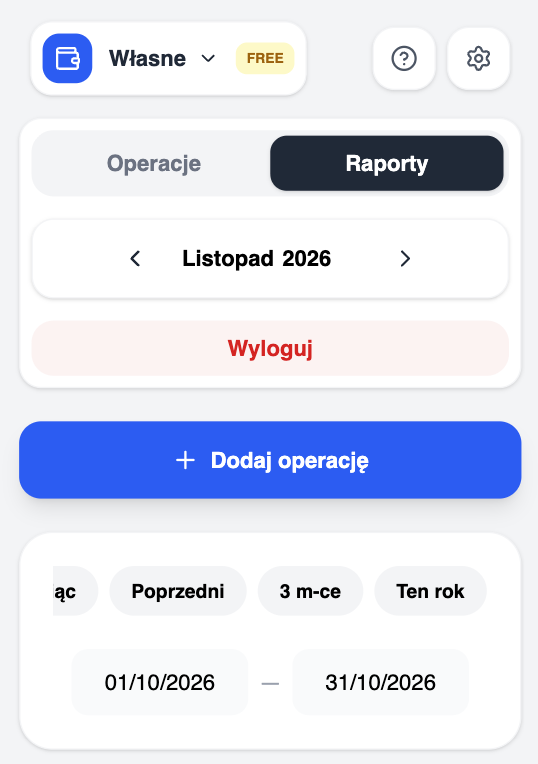 Własne FREE
Operacje Raporty
Listopad 2026
Wyloguj
Dodaj operację
Poprzedni 3 m-ce Ten rok
01/10/2026 — 31/10/2026